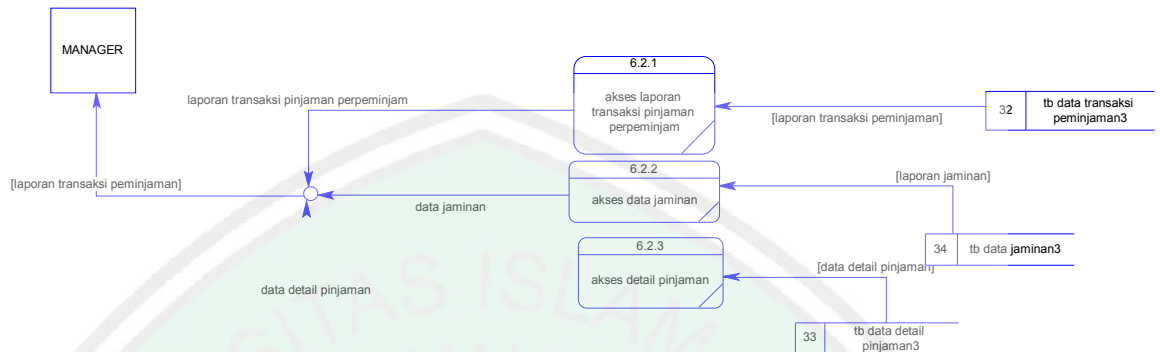 MANAGER
6.2.1
akses laporan
transaksi pinjaman
perpeminjam
laporan transaksi pinjaman perpeminjam
[laporan transaksi peminjaman]
32
tb data transaksi
peminjaman3
[laporan transaksi peminjaman]
6.2.2
akses data jaminan
data jaminan
[laporan jaminan]
34
tb data jaminan3
6.2.3
akses detail pinjaman
[data detail pinjaman]
data detail pinjaman
33
tb data detail
pinjaman3
SITAS ISLAM